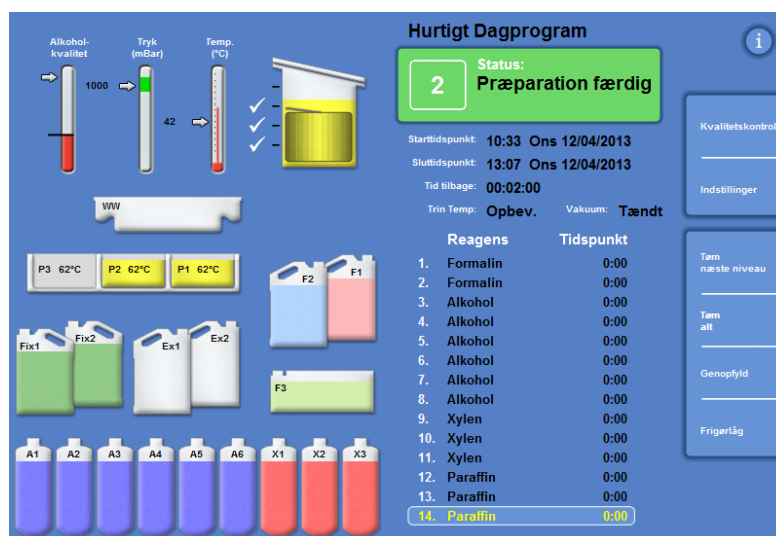 Hurtigt Dagprogram
i
Alkohol-
kvalitet
Tryk
(mBar)
Temp.
(°C)
1000
42
2
Status:
Præparation færdig
Starttidspunkt: 10:33 Ons 12/04/2013
Sluttidspunkt: 13:07 Ons 12/04/2013
Tid tilbage: 00:02:00
Trin Temp: Opbev. Vakuum: Tændt
Kvalitetskontrol
Indstillinger
WW
P3 62°C
P2 62°C
P1 62°C
F2
F1
Fix1
Fix2
Ex1
Ex2
F3
A1
A2
A3
A4
A5
A6
X1
X2
X3
Reagens Tidspunkt
1. Formalin 0:00
2. Formalin 0:00
3. Alkohol 0:00
4. Alkohol 0:00
5. Alkohol 0:00
6. Alkohol 0:00
7. Alkohol 0:00
8. Alkohol 0:00
9. Xylen 0:00
10. Xylen 0:00
11. Xylen 0:00
12. Paraffin 0:00
13. Paraffin 0:00
14. Paraffin 0:00
Tøm
næste niveau
Tøm
alt
Genopfyld
Frigørlåg